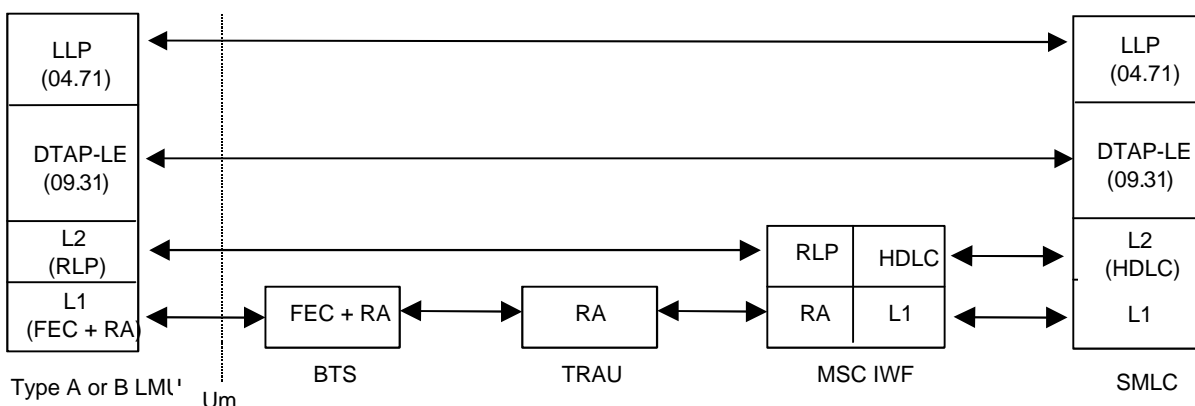 LLP
(04.71)
DTAP-LE
(09.31)
L2
(RLP)
L1
(FEC + RA)
Type A or B LMU
Um
FEC + RA
BTS
RA
TRAU
RLP
HDLC
RA
L1
MSC IWF
LLP
(04.71)
DTAP-LE
(09.31)
L2
(HDLC)
L1
SMLC